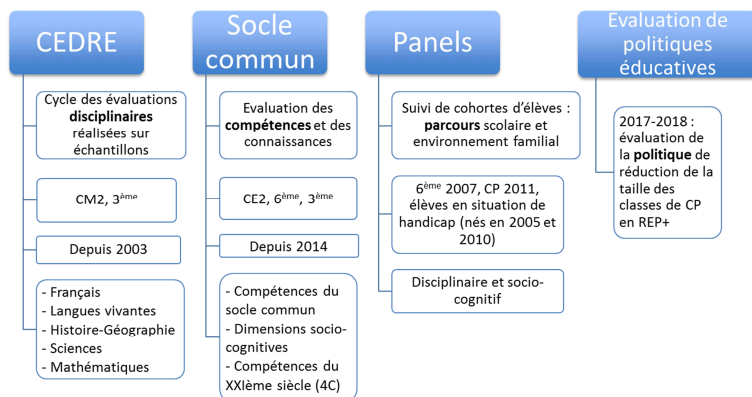 CEDRE
Cycle des évaluations
disciplinaires
réalisées sur
échantillons
CM2, 3ème
Depuis 2003
- Français
- Langues vivantes
- Histoire-Géographie
- Sciences
- Mathématiques
Socle
commun
Evaluation des
compétences et des
connaissances
CE2, 6ème, 3ème
Depuis 2014
- Compétences du
socle commun
- Dimensions socio-
cognitives
- Compétences du
XXIème siècle (4C)
Panels
Suivi de cohortes d'élèves :
parcours scolaire et
environnement familial
6ème 2007, CP 2011,
élèves en situation de
handicap (nés en 2005 et
2010)
Disciplinaire et socio-
cognitif
Evaluation de
politiques
éducatives
2017-2018 :
évaluation de
la politique de
réduction de la
taille des
classes de CP
en REP+